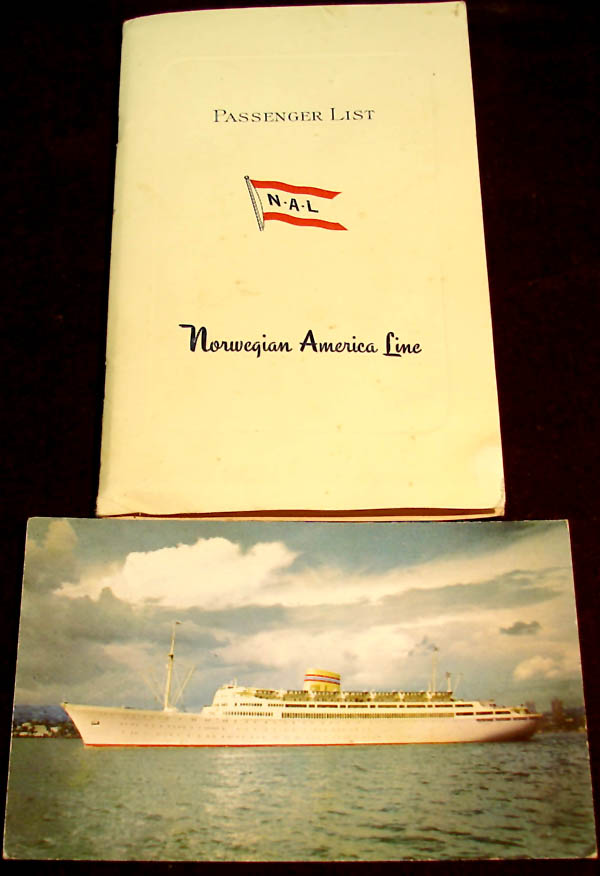 PASSENGER LIST
N·A·L
Norwegian America Line